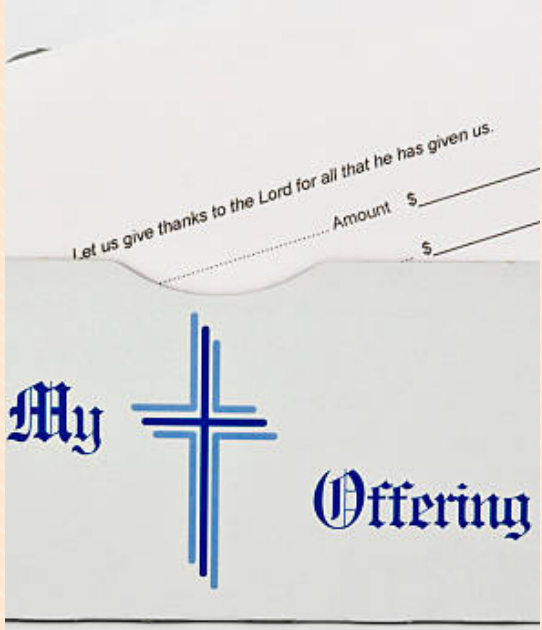 Let us give thanks to the Lord for all that he has given us.
Amount $
$
My
Offering